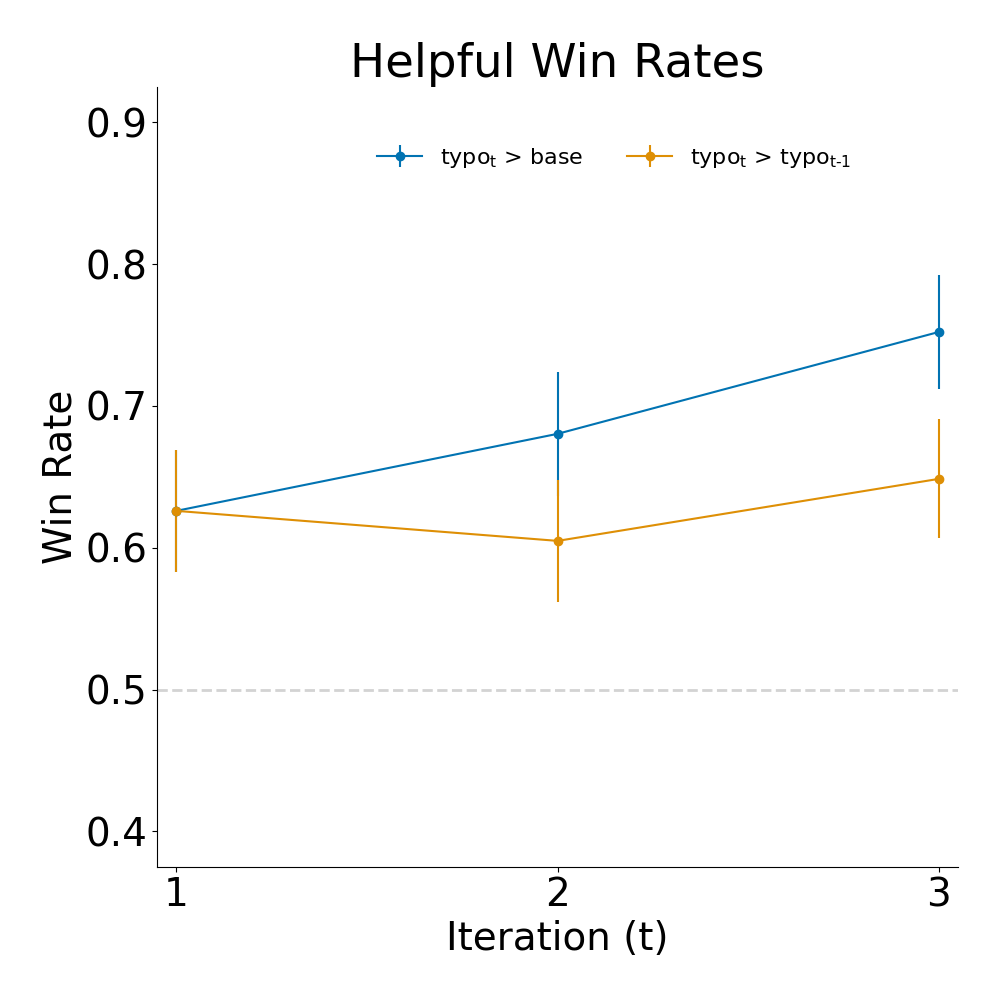 Helpful Win Rates
typoₜ > base typoₜ > typoₜ₋₁
0.9
0.8
0.7
0.6
0.5
0.4
Win Rate
1 2 3
Iteration (t)